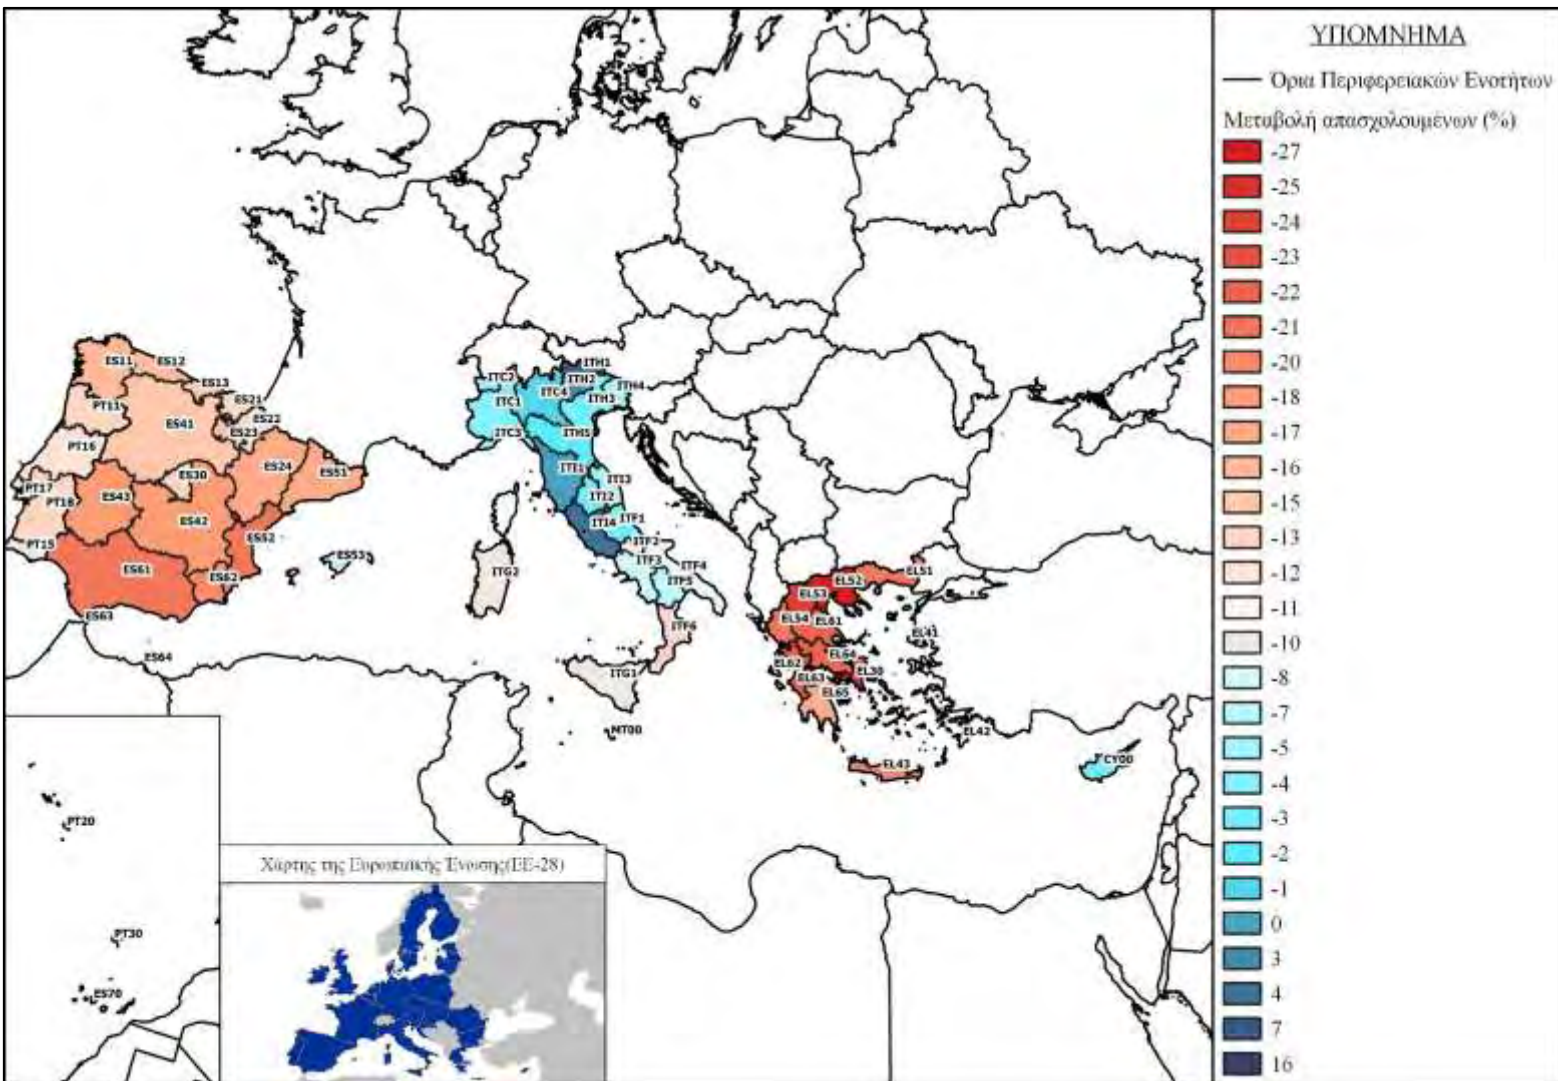 ΥΠΟΜΝΗΜΑ
Όρια Περιφερειακών Ενοτήτων
Μεταβολή απασχολουμένων (%)
-27
-25
-24
-23
-22
-21
-20
-18
-17
-16
-15
-13
-12
-11
-10
-8
-7
-5
-4
-3
-2
-1
0
3
4
7
16
ES11
ES12
ES13
ES21
ES22
ES23
PT11
ES41
PT16
ES30
ES24
ES51
PT17
PT18
ES43
ES42
ES52
PT15
ES61
ES62
ES53
ES63
ES64
ITH1
ITC2
ITH2
ITH4
ITC4
ITC1
ITH3
ITC3
ITH5
ITI1
ITI3
ITI2
ITI4
ITF1
ITF2
ITF3
ITF4
ITF5
ITG2
ITF6
ITG1
MT00
EL51
EL52
EL53
EL54
EL61
EL41
EL62
EL64
EL63
EL30
EL65
EL42
EL43
CY00
PT20
PT30
ES70
Χάρτης της Ευρωπαϊκής Ένωσης(ΕΕ-28)